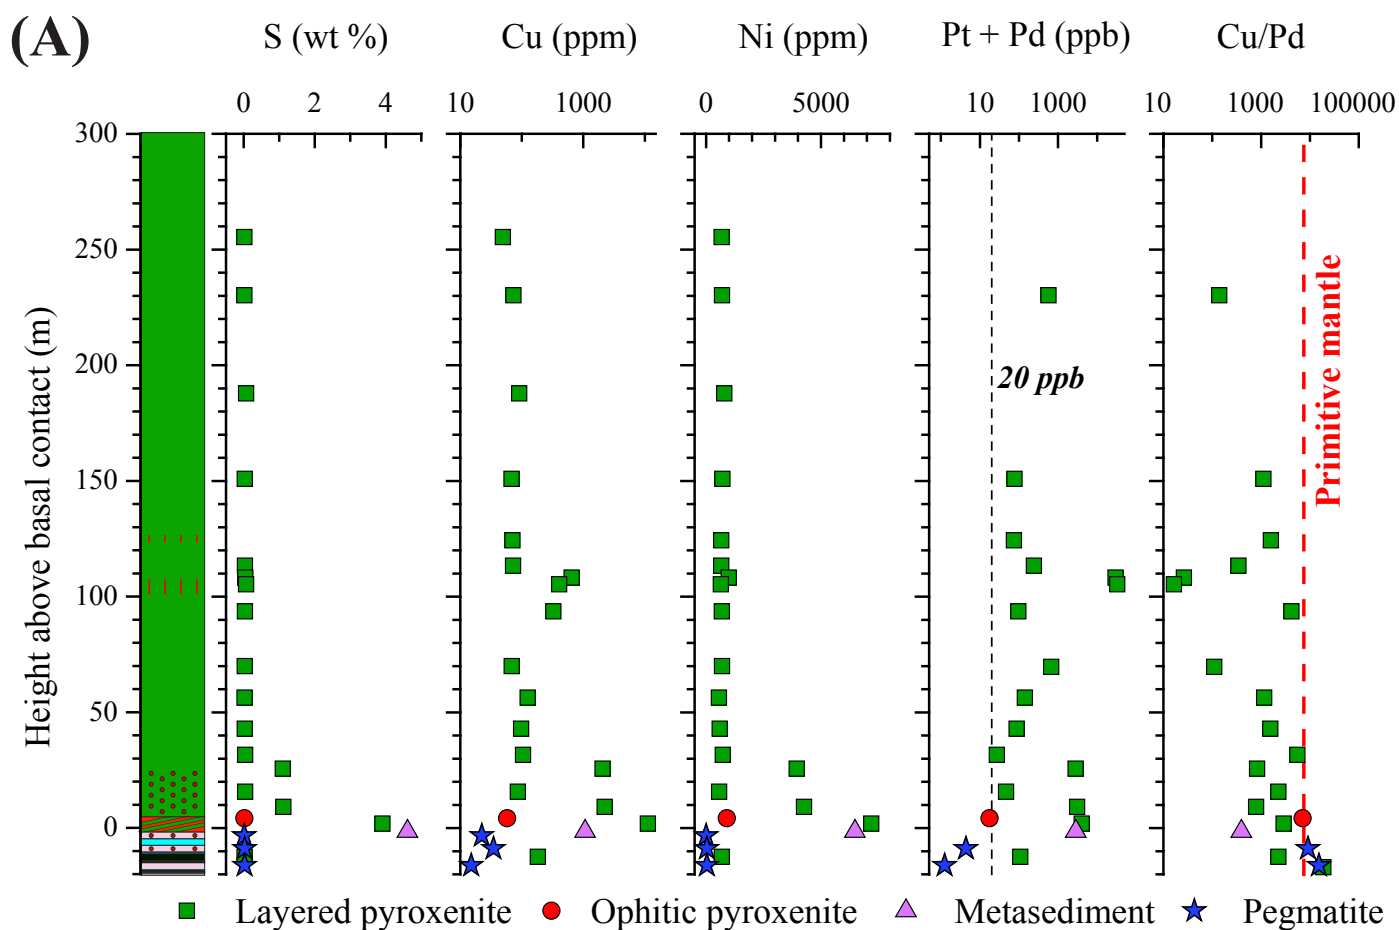 (A)
S (wt %) Cu (ppm) Ni (ppm) Pt + Pd (ppb) Cu/Pd
0 2 4 10 1000 0 5000 10 1000 10 1000 100000
300
250
200
150
100
50
0
Height above basal contact (m)
20 ppb
Primitive mantle
Layered pyroxenite Ophitic pyroxenite Metasediment Pegmatite